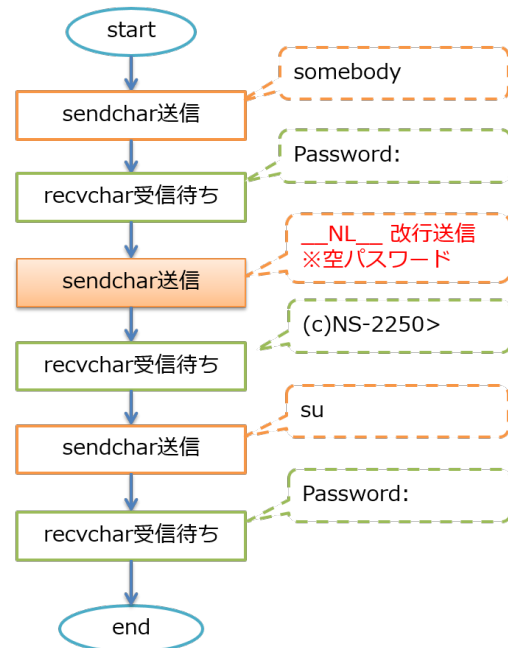 start
somebody
sendchar送信
Password:
recvchar受信待ち
__NL__ 改行送信
※空パスワード
sendchar送信
(c)NS-2250>
recvchar受信待ち
su
sendchar送信
Password:
recvchar受信待ち
end